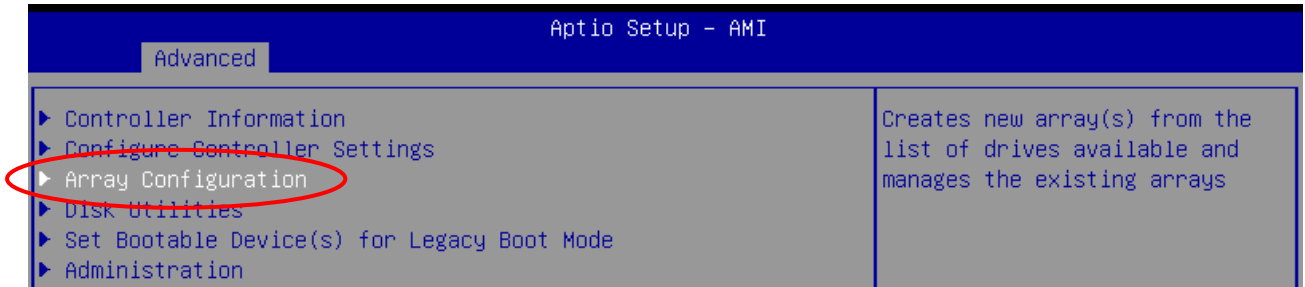 Aptio Setup - AMI
Advanced
Controller Information
Configure Controller Settings
Array Configuration
Disk Utilities
Set Bootable Device(s) for Legacy Boot Mode
Administration
Creates new array(s) from the
list of drives available and
manages the existing arrays